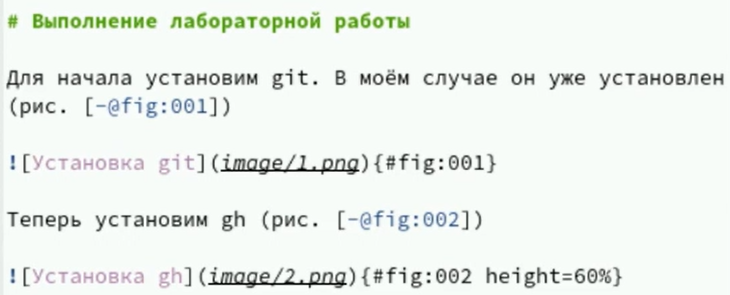 # Выполнение лабораторной работы
Для начала установим git. В моём случае он уже установлен
(рис. [-@fig:001])
![Установка git](image/1.png){#fig:001}
Теперь установим gh (рис. [-@fig:002])
![Установка gh](image/2.png){#fig:002 height=60%}